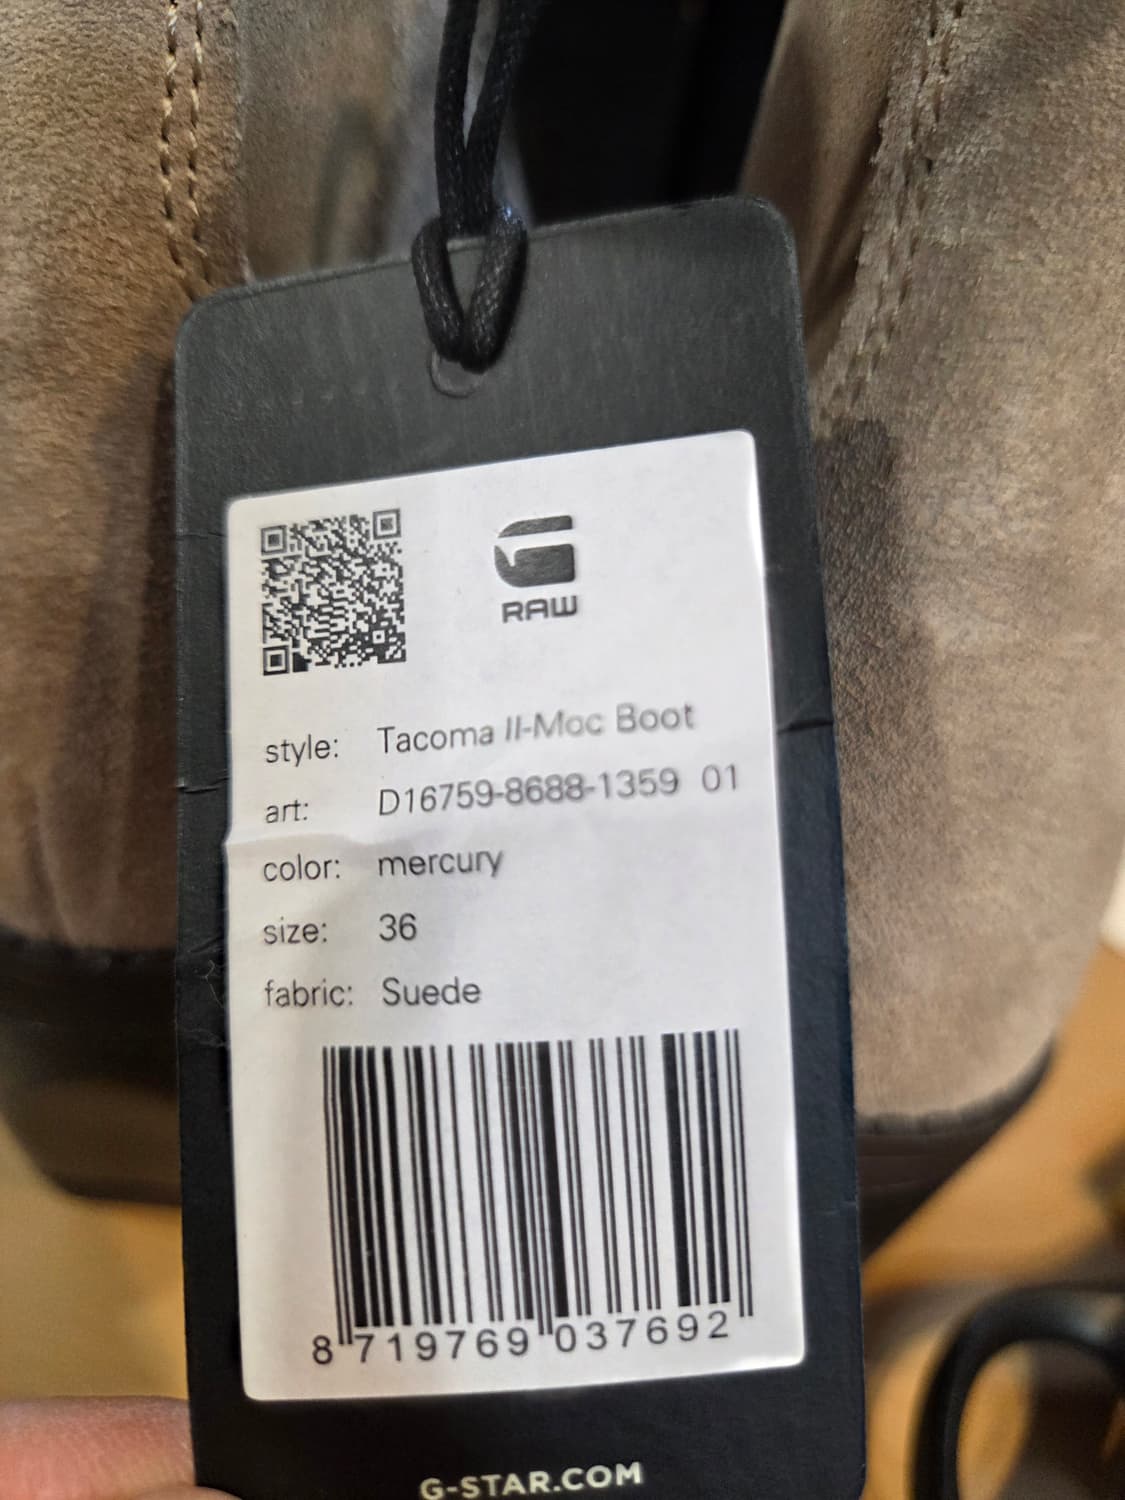 RAW
style: Tacoma II-Moc Boot
art: D16759-8688-1359 01
color: mercury
size: 36
fabric: Suede
8 719769 037692
G-STAR.COM